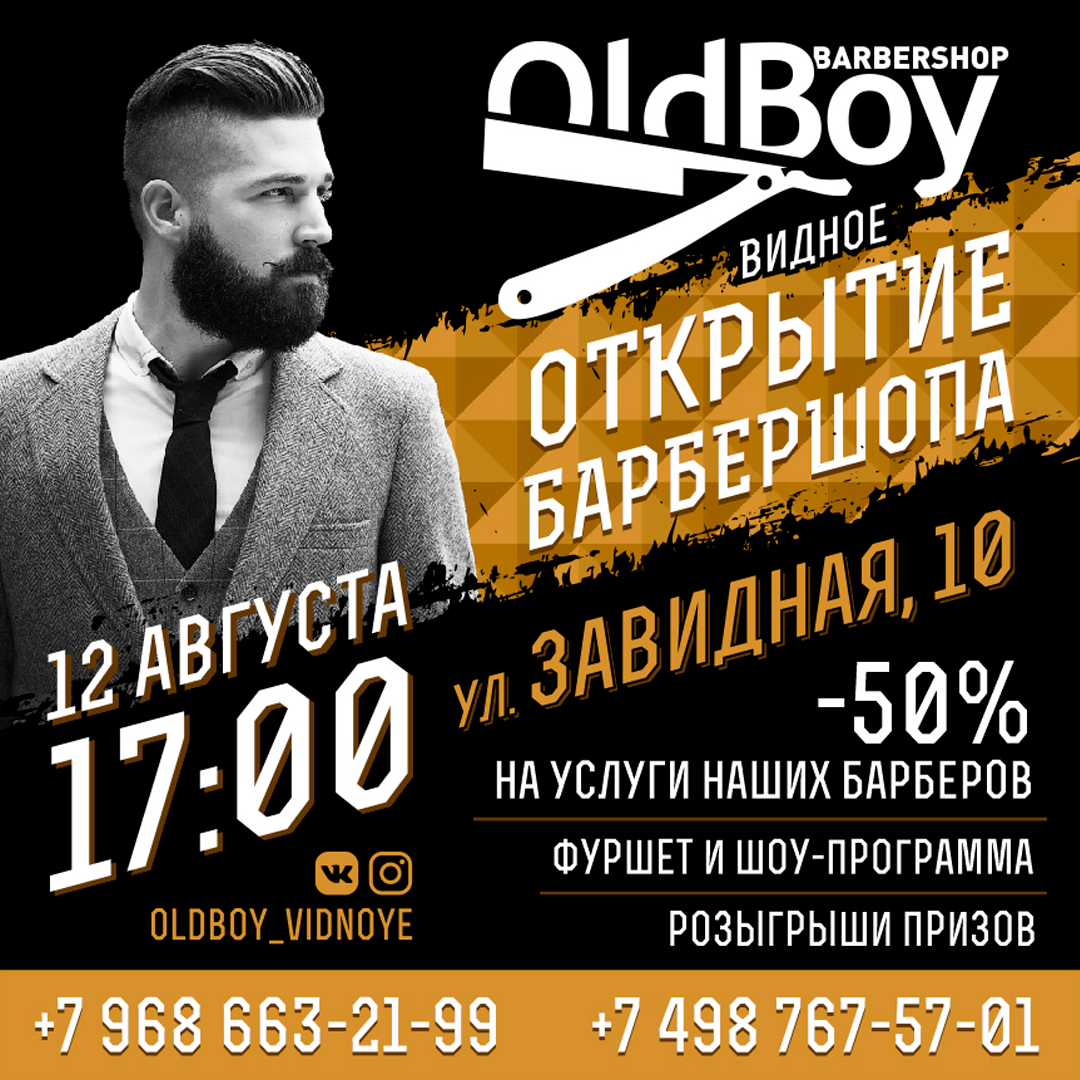 OldBoy
BARBERSHOP
ВИДНОЕ
ОТКРЫТИЕ
БАРБЕРШОПА
ул. ЗАВИДНАЯ, 10
12 АВГУСТА
17:00
-50%
НА УСЛУГИ НАШИХ БАРБЕРОВ
ФУРШЕТ И ШОУ-ПРОГРАММА
РОЗЫГРЫШИ ПРИЗОВ
OLDBOY_VIDNOYE
+7 968 663-21-99
+7 498 767-57-01